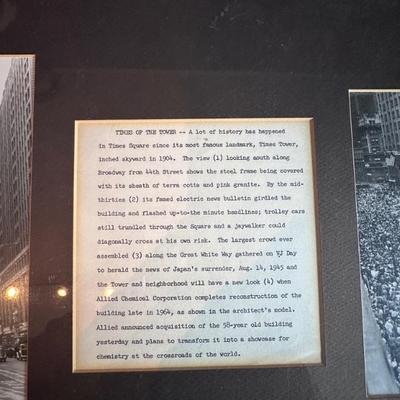 TIMES OF THE TOWER -- A lot of history has happened
in Times Square since its most famous landmark, Times Tower,
inched skyward in 1904. The view (1) looking south along
Broadway from 44th Street shows the steel frame being covered
with its sheath of terra cotta and pink granite. By the mid-
thirties (2) its famed electric news bulletin girdled the
building and flashed up-to-the minute headlines; trolley cars
still trundled through the Square and a jaywalker could
diagonally cross at his own risk. The largest crowd ever
assembled (3) along the Great White Way gathered on VJ Day
to herald the news of Japan's surrender, Aug. 14, 1945 and
the Tower and neighborhood will have a new look (4) when
Allied Chemical Corporation completes reconstruction of the
building late in 1964, as shown in the architect's model.
Allied announced acquisition of the 58-year old building
yesterday and plans to transform it into a showcase for
chemistry at the crossroads of the world.